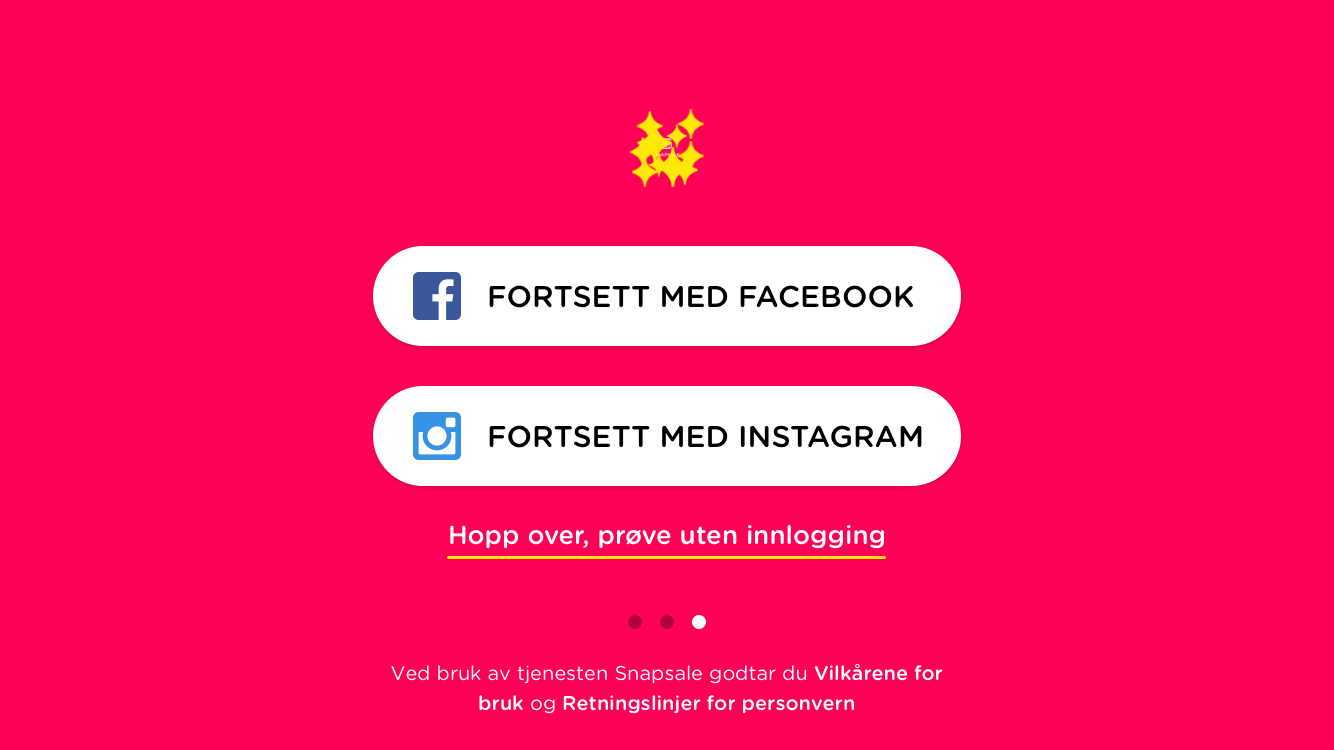 FORTSETT MED FACEBOOK
FORTSETT MED INSTAGRAM
Hopp over, prøve uten innlogging
Ved bruk av tjenesten Snapsale godtar du Vilkårene for
bruk og Retningslinjer for personvern